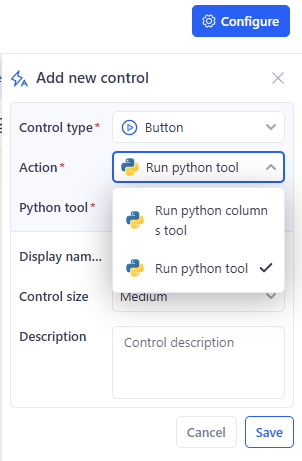 Configure
Add new control
Control type*
Button
Action*
Run python tool
Python tool*
Run python column
s tool
Run python tool
Display nam...
Control size
Medium
Description
Control description
Cancel
Save